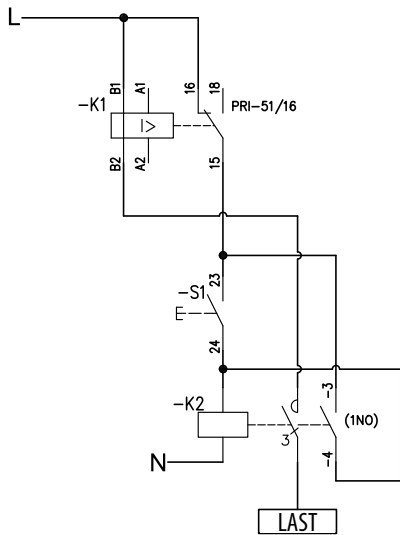 L
B1
A1
16
18
-K1
I>
PRI-51/16
B2
A2
15
23
-S1
24
-K2
3
-3
(1NO)
-4
N
LAST